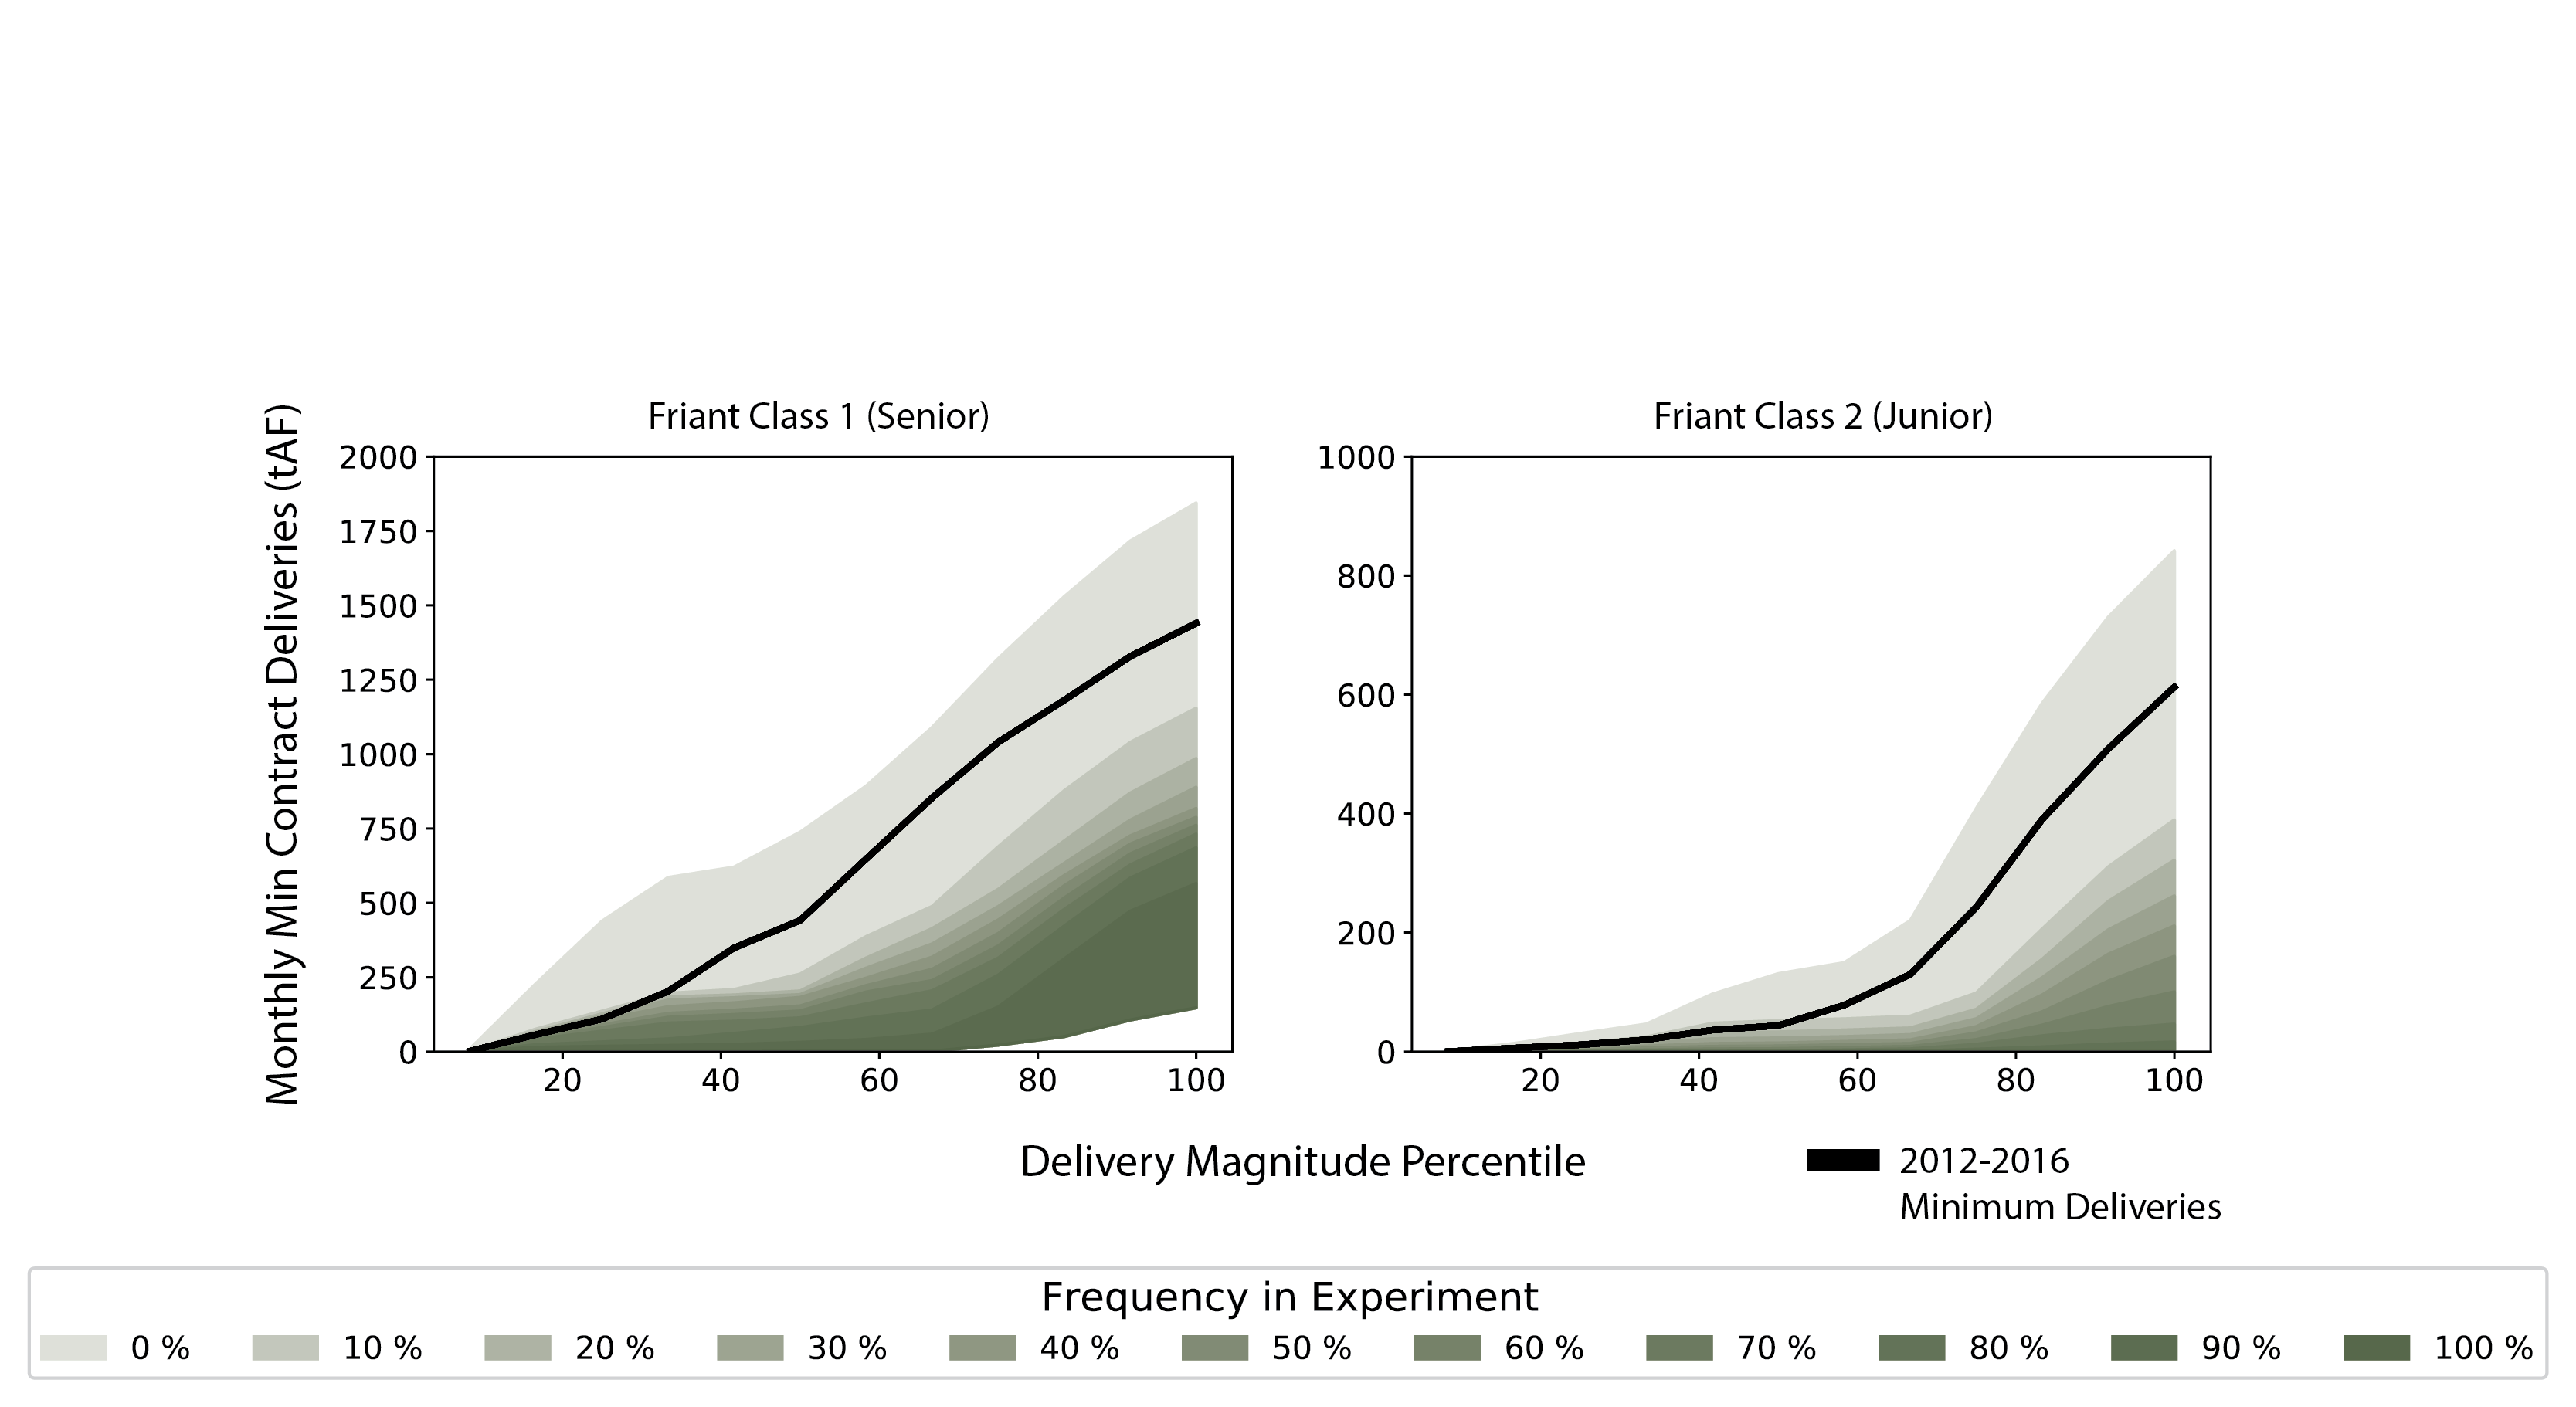 Friant Class 1 (Senior)
Friant Class 2 (Junior)
Monthly Min Contract Deliveries (tAF)
2000
1750
1500
1250
1000
750
500
250
0
20 40 60 80 100
1000
800
600
400
200
0
20 40 60 80 100
Delivery Magnitude Percentile
2012-2016
Minimum Deliveries
Frequency in Experiment
0 % 10 % 20 % 30 % 40 % 50 % 60 % 70 % 80 % 90 % 100 %